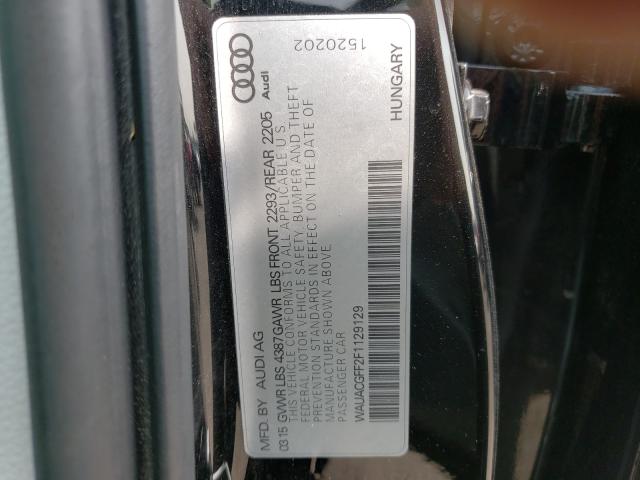 MFD. BY AUDI AG
0315 GVWR LBS 4387 GAWR LBS FRONT 2293/REAR 2205
THIS VEHICLE CONFORMS TO ALL APPLICABLE U S
FEDERAL MOTOR VEHICLE SAFETY, BUMPER AND THEFT
PREVENTION STANDARDS IN EFFECT ON THE DATE OF
MANUFACTURE SHOWN ABOVE
PASSENGER CAR
WAUACGFF2F1129129
Audi
1520202
HUNGARY